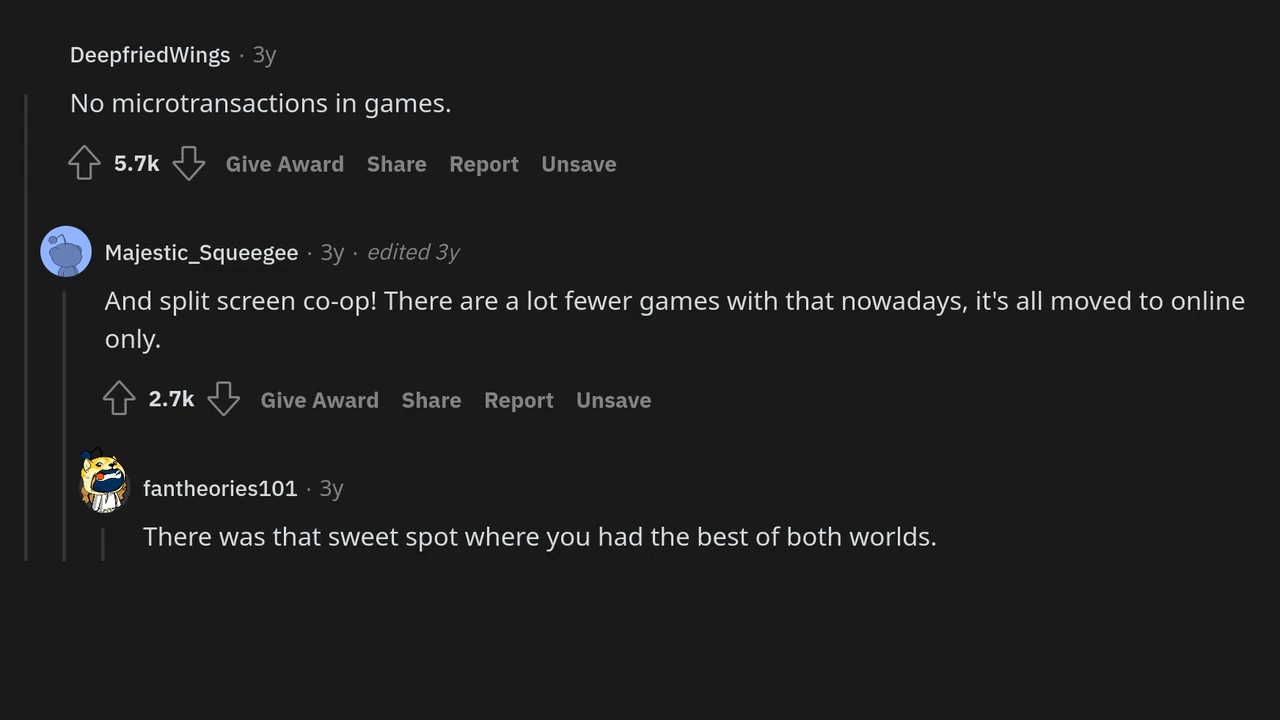 DeepfriedWings · 3y
No microtransactions in games.
5.7k Give Award Share Report Unsave
Majestic_Squeegee · 3y · edited 3y
And split screen co-op! There are a lot fewer games with that nowadays, it's all moved to online
only.
2.7k Give Award Share Report Unsave
fantheories101 · 3y
There was that sweet spot where you had the best of both worlds.